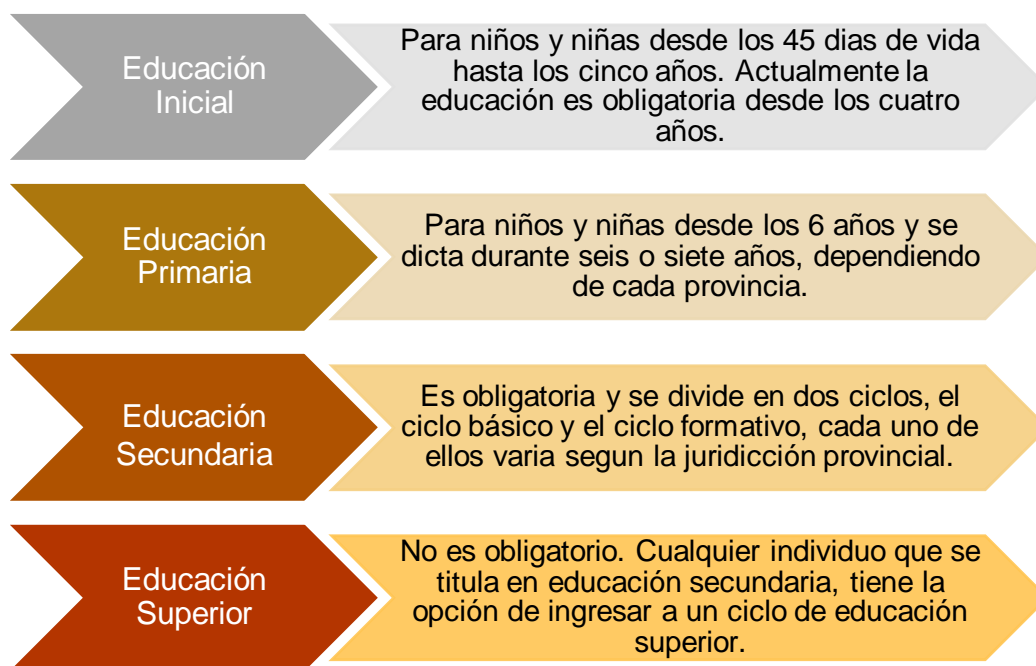 Educación
Inicial
Para niños y niñas desde los 45 dias de vida
hasta los cinco años. Actualmente la
educación es obligatoria desde los cuatro
años.
Educación
Primaria
Para niños y niñas desde los 6 años y se
dicta durante seis o siete años, dependiendo
de cada provincia.
Educación
Secundaria
Es obligatoria y se divide en dos ciclos, el
ciclo básico y el ciclo formativo, cada uno de
ellos varia segun la juridicción provincial.
Educación
Superior
No es obligatorio. Cualquier individuo que se
titula en educación secundaria, tiene la
opción de ingresar a un ciclo de educación
superior.